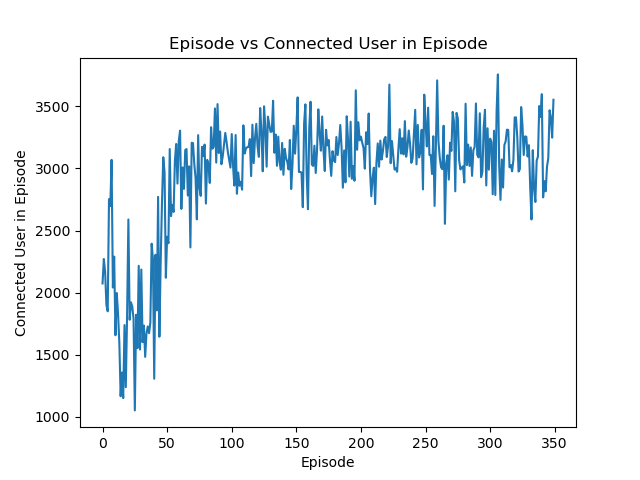 Episode vs Connected User in Episode
Connected User in Episode
3500
3000
2500
2000
1500
1000
0 50 100 150 200 250 300 350
Episode